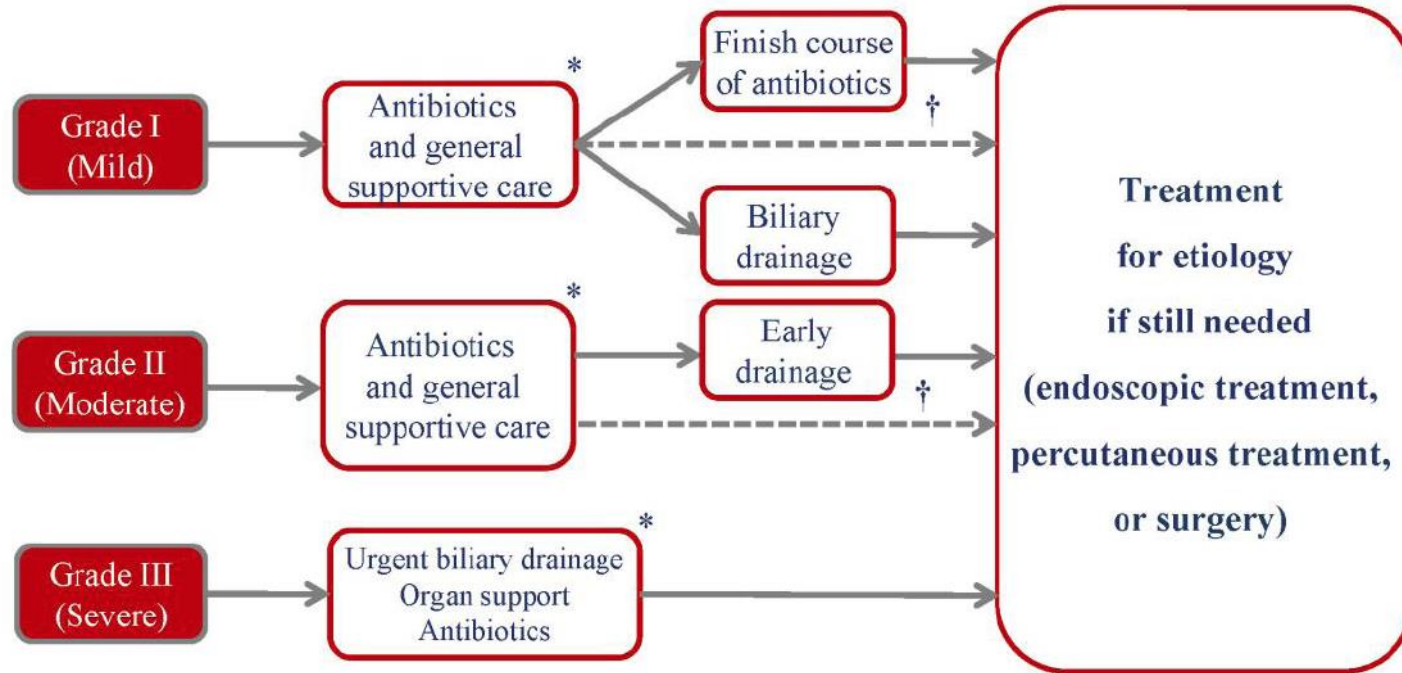 Grade I
(Mild)
Antibiotics
and general
supportive care
*
Finish course
of antibiotics
†
Biliary
drainage
Grade II
(Moderate)
Antibiotics
and general
supportive care
*
Early
drainage
†
Grade III
(Severe)
Urgent biliary drainage
Organ support
Antibiotics
*
Treatment
for etiology
if still needed
(endoscopic treatment,
percutaneous treatment,
or surgery)